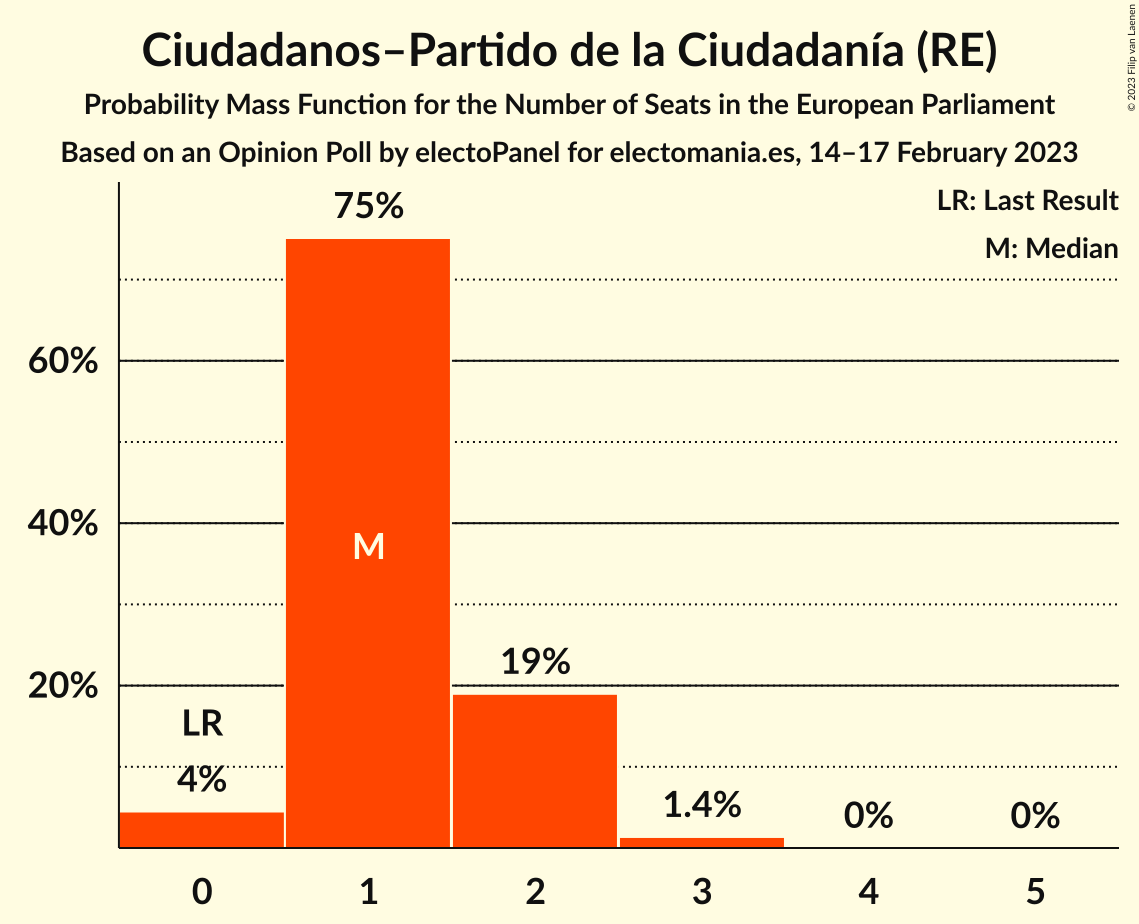 Ciudadanos–Partido de la Ciudadanía (RE)
Probability Mass Function for the Number of Seats in the European Parliament
Based on an Opinion Poll by electoPanel for electomania.es, 14–17 February 2023
© 2023 Filip van Laenen
LR: Last Result
M: Median
75%
60%
40%
M
19%
20%
LR
4%
1.4%
0%
0%
0 1 2 3 4 5